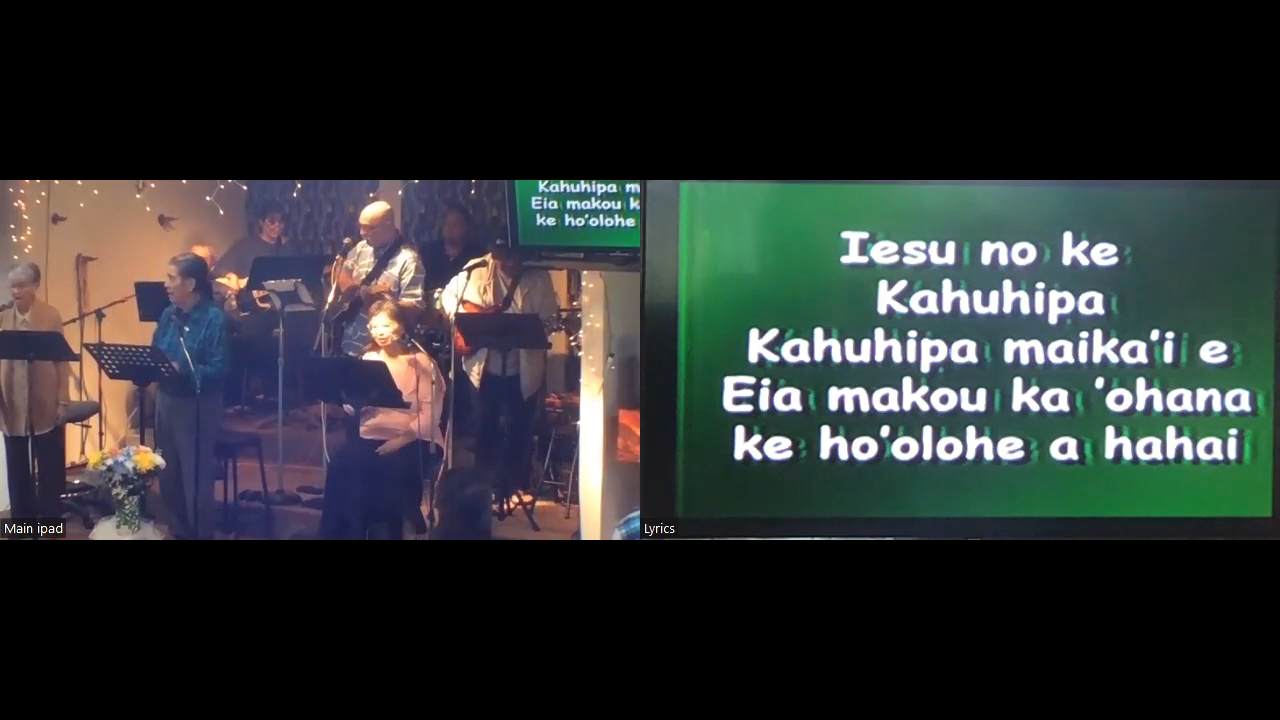 Kahuhipa m
Eia makou k
ke ho'olohe
Iesu no ke
Kahuhipa
Kahuhipa maika'i e
Eia makou ka 'ohana
ke ho'olohe a hahai
Main ipad
Lyrics